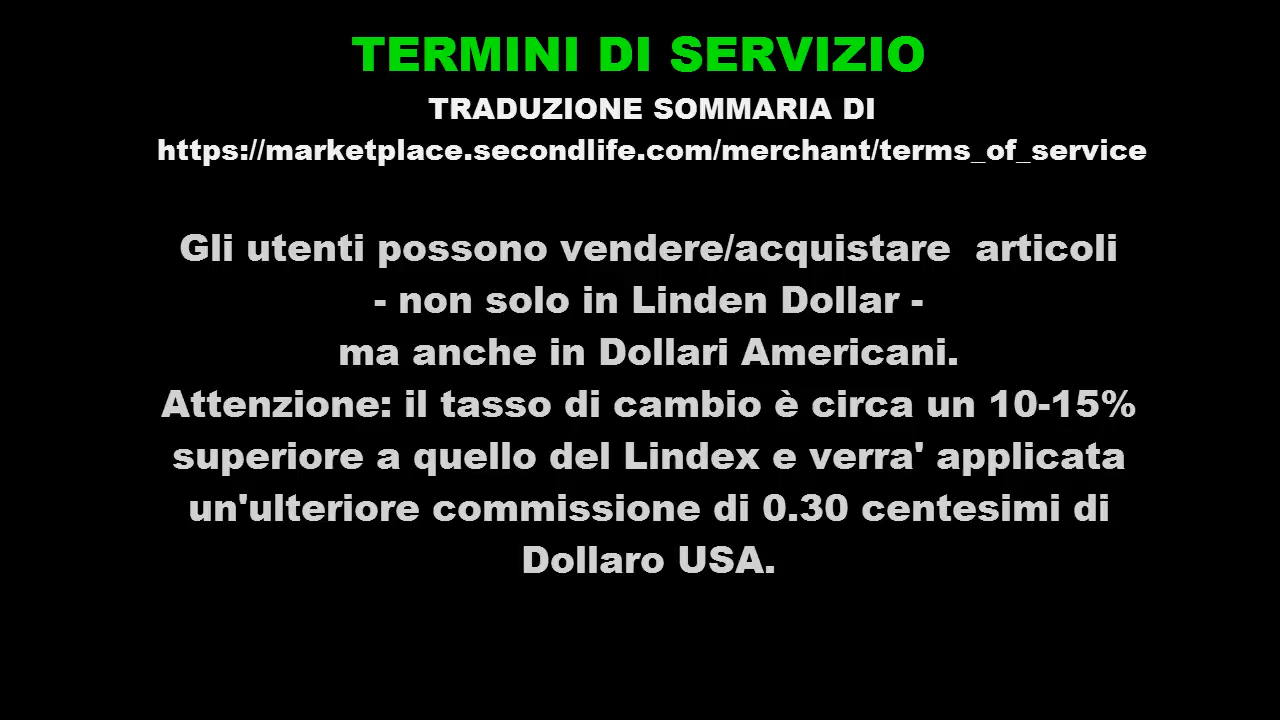 TERMINI DI SERVIZIO
TRADUZIONE SOMMARIA DI
https://marketplace.secondlife.com/merchant/terms_of_service
Gli utenti possono vendere/acquistare  articoli
- non solo in Linden Dollar -
ma anche in Dollari Americani.
Attenzione: il tasso di cambio è circa un 10-15%
superiore a quello del Lindex e verra' applicata
un'ulteriore commissione di 0.30 centesimi di
Dollaro USA.